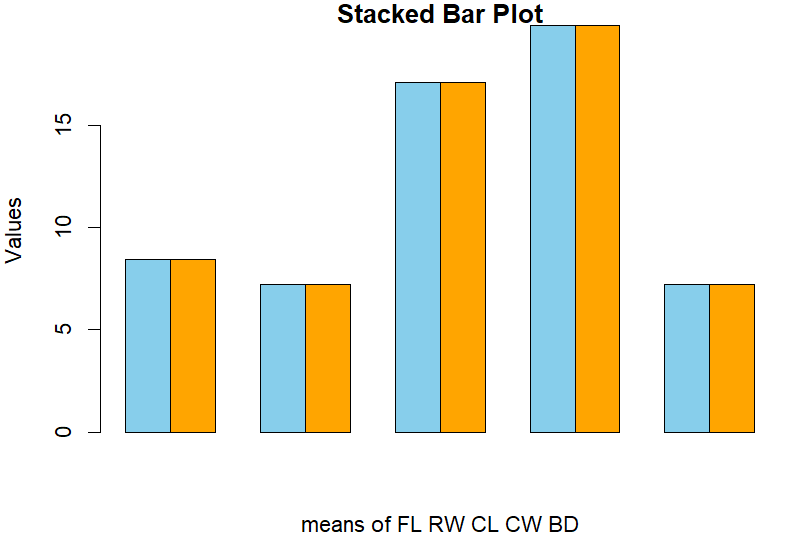 Stacked Bar Plot
Values
15
10
5
0
means of FL RW CL CW BD